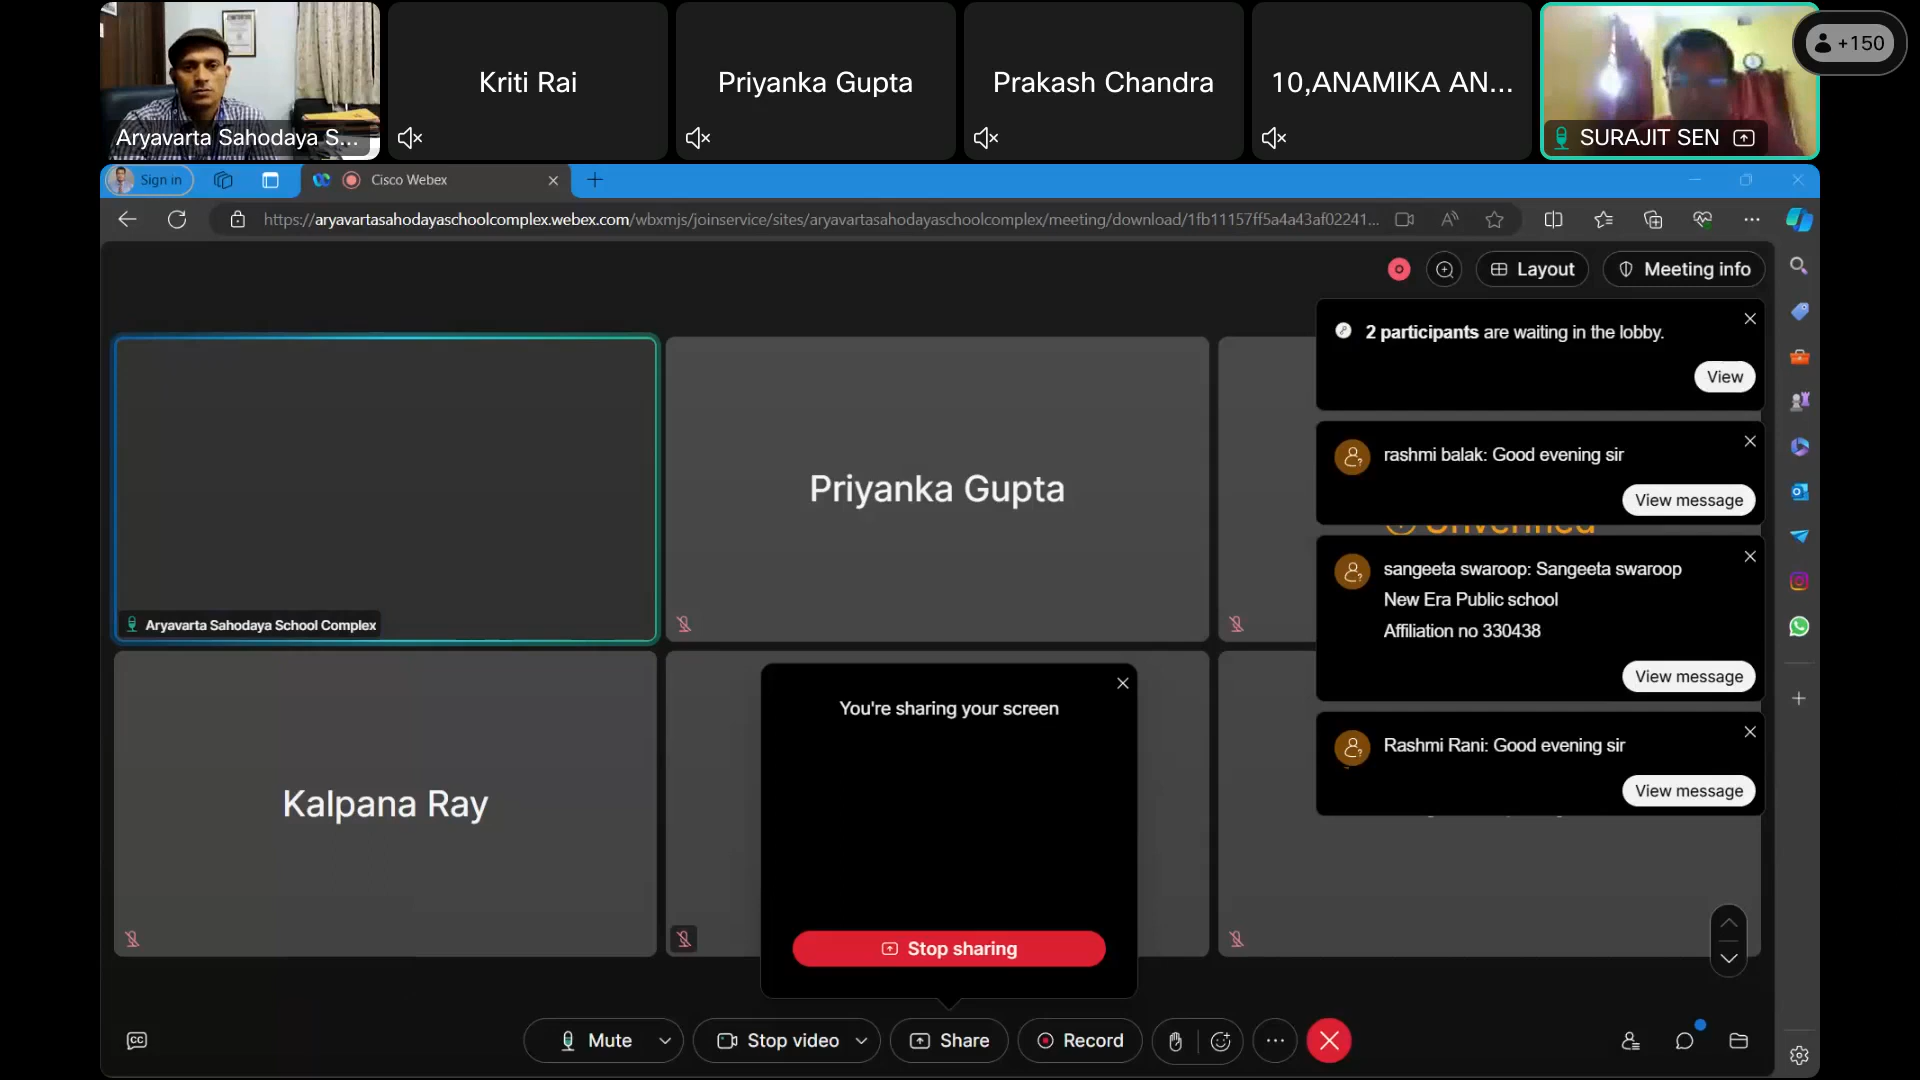 Aryavarta Sahodaya S...
Kriti Rai
Priyanka Gupta
Prakash Chandra
10,ANAMIKA AN...
SURAJIT SEN
+150
Sign in
Cisco Webex
https://aryavartasahodayaschoolcomplex.webex.com/wbxmjs/joinservice/sites/aryavartasahodayaschoolcomplex/meeting/download/1fb11157ff5a4a43af02241...
Layout
Meeting info
2 participants are waiting in the lobby.
View
rashmi balak: Good evening sir
View message
Unverified
sangeeta swaroop: Sangeeta swaroop
New Era Public school
Affiliation no 330438
View message
Rashmi Rani: Good evening sir
View message
Priyanka Gupta
Aryavarta Sahodaya School Complex
Kalpana Ray
You're sharing your screen
Stop sharing
CC
Mute
Stop video
Share
Record